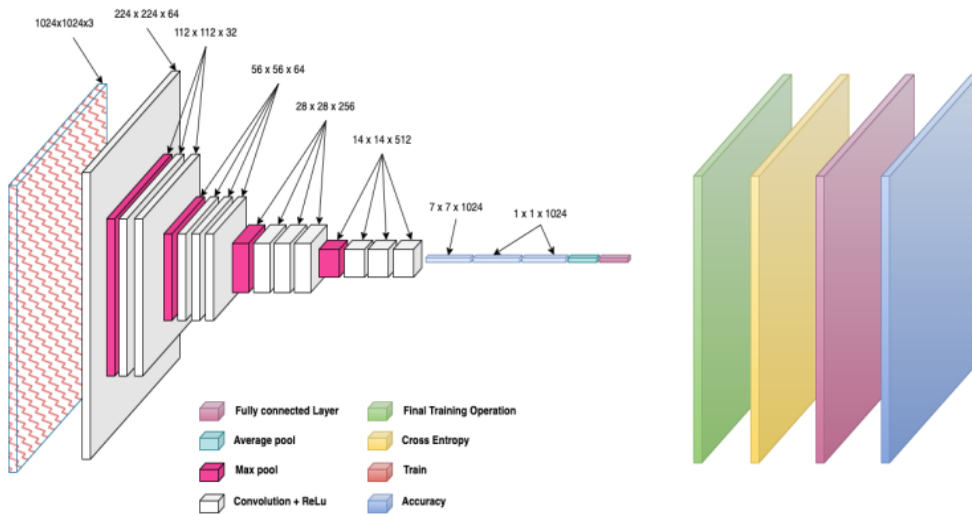 1024x1024x3
224 x 224 x 64
112 x 112 x 32
56 x 56 x 64
28 x 28 x 256
14 x 14 x 512
7 x 7 x 1024
1 x 1 x 1024
Fully connected Layer
Average pool
Max pool
Convolution + ReLu
Final Training Operation
Cross Entropy
Train
Accuracy